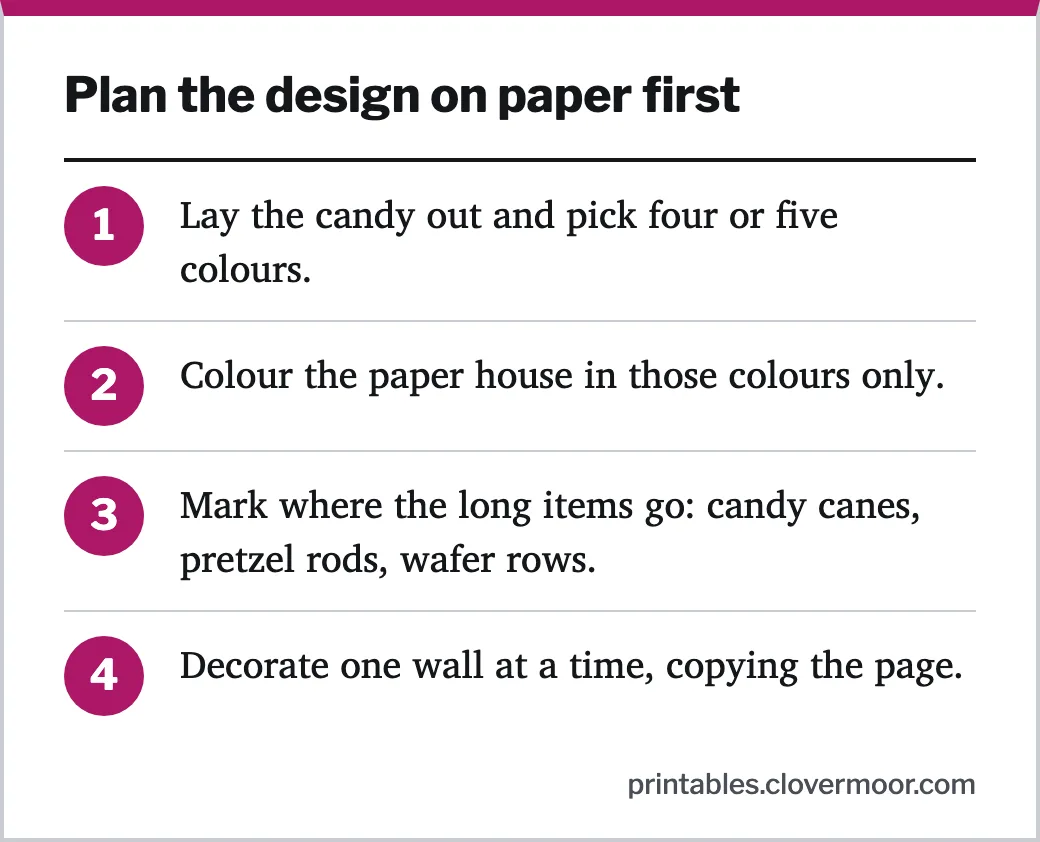 Plan the design on paper first
1 Lay the candy out and pick four or five
colours.
2 Colour the paper house in those colours only.
3 Mark where the long items go: candy canes,
pretzel rods, wafer rows.
4 Decorate one wall at a time, copying the page.
printables.clovermoor.com